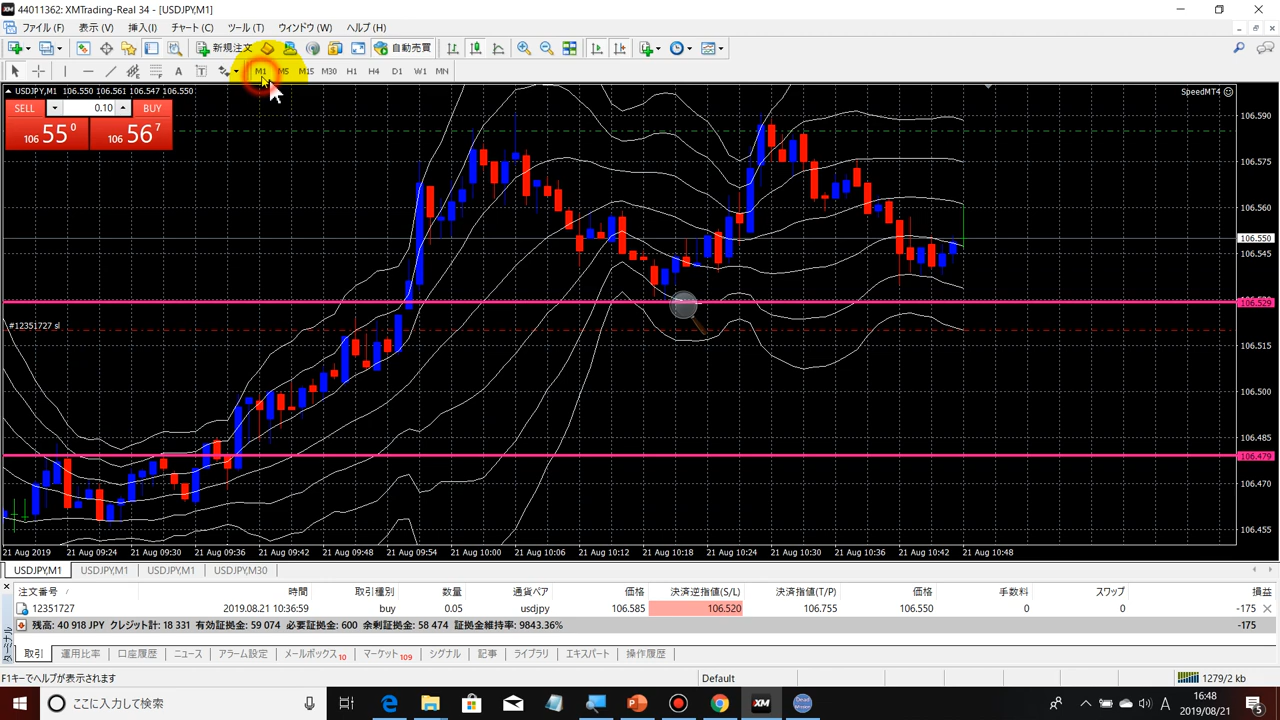 44011362: XMTrading-Real 34 - [USDJPY,M1]
ファイル (F) 表示 (V) 挿入(I) チャート (C) ツール (T) ウィンドウ (W) ヘルプ (H)
新規注文 自動売買
A T M1 M5 M15 M30 H1 H4 D1 W1 MN
USDJPY,M1 106.550 106.561 106.547 106.550
SpeedMT4
SELL 0.10 BUY
106 55 0 106 56 7
106.590
106.575
106.560
106.550
106.545
106.529
#12351727 sl
106.515
106.500
106.485
106.479
106.470
106.455
21 Aug 2019 21 Aug 09:24 21 Aug 09:30 21 Aug 09:36 21 Aug 09:42 21 Aug 09:48 21 Aug 09:54 21 Aug 10:00 21 Aug 10:06 21 Aug 10:12 21 Aug 10:18 21 Aug 10:24 21 Aug 10:30 21 Aug 10:36 21 Aug 10:42 21 Aug 10:48
USDJPY,M1 USDJPY,M1 USDJPY,M1 USDJPY,M30
注文番号 時間 取引種別 数量 通貨ペア 価格 決済逆指値(S/L) 決済指値(T/P) 価格 手数料 スワップ 損益
12351727 2019.08.21 10:36:59 buy 0.05 usdjpy 106.585 106.520 106.755 106.550 0 0 -175
残高: 40 918 JPY クレジット計: 18 331 有効証拠金: 59 074 必要証拠金: 600 余剰証拠金: 58 474 証拠金維持率: 9843.36% -175
ターミナル
取引 運用比率 口座履歴 ニュース アラーム設定 メールボックス 10 マーケット 109 シグナル 記事 ライブラリ エキスパート 操作履歴
F1キーでヘルプが表示されます Default 1279/2 kb
ここに入力して検索 XM A 16:48
2019/08/21 5